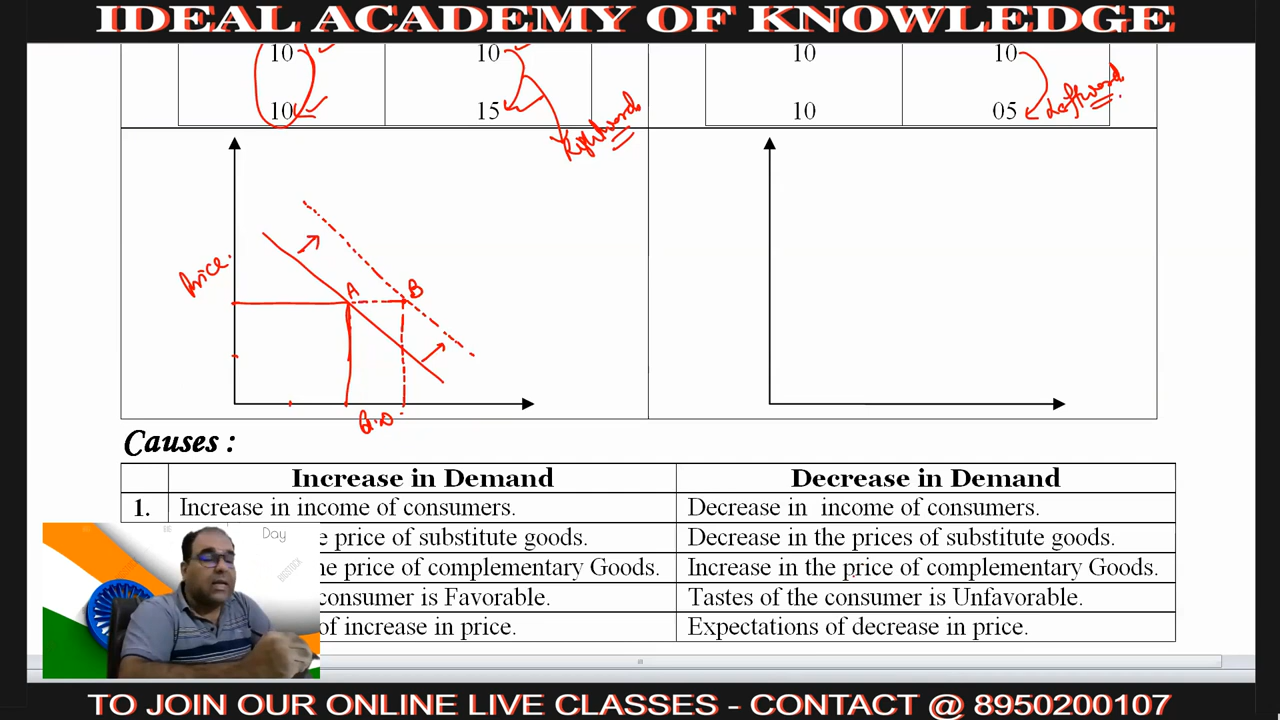 IDEAL ACADEMY OF KNOWLEDGE
10 10 10 10
10 15 10 05
Rightward
Leftward
Price.
A
B
Q.D.
Causes :
Increase in Demand Decrease in Demand
1. Increase in income of consumers. Decrease in income of consumers.
e price of substitute goods. Decrease in the prices of substitute goods.
he price of complementary Goods. Increase in the price of complementary Goods.
consumer is Favorable. Tastes of the consumer is Unfavorable.
of increase in price. Expectations of decrease in price.
Day
TO JOIN OUR ONLINE LIVE CLASSES - CONTACT @ 8950200107